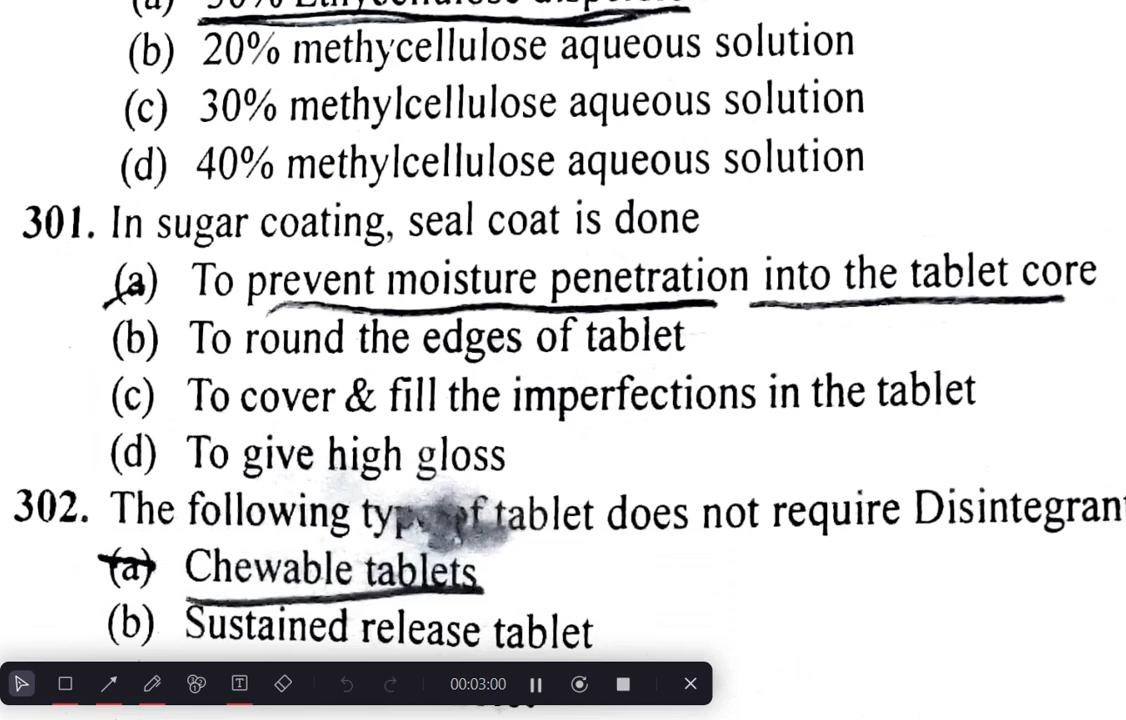 (b) 20% methycellulose aqueous solution
(c) 30% methylcellulose aqueous solution
(d) 40% methylcellulose aqueous solution
301. In sugar coating, seal coat is done
(a) To prevent moisture penetration into the tablet core
(b) To round the edges of tablet
(c) To cover & fill the imperfections in the tablet
(d) To give high gloss
302. The following type of tablet does not require Disintegran
(a) Chewable tablets
(b) Sustained release tablet
00:03:00